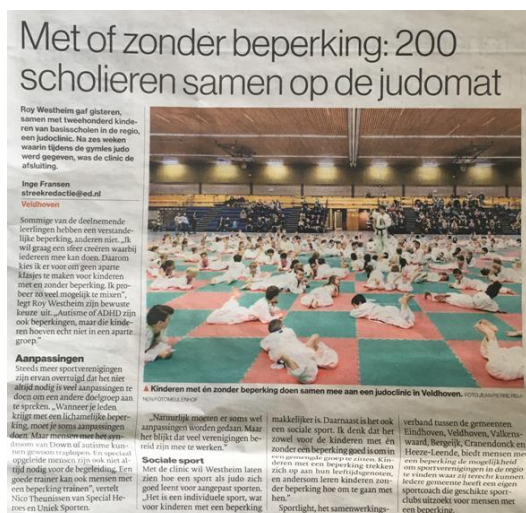 Met of zonder beperking: 200
scholieren samen op de judomat
Roy Westheim gaf gisteren,
samen met tweehonderd kinde-
ren van basisscholen in de regio,
een judoclinic. Na zes weken
waarin tijdens de gymles judo
werd gegeven, was de clinic de
afsluiting.
Inge Fransen
streekredactie@ed.nl
Veldhoven
Sommige van de deelnemende
leerlingen hebben een verstande-
lijke beperking, anderen niet. „Ik
wil graag een sfeer creëren waarbij
iedereen mee kan doen. Daarom
kies ik er voor om geen aparte
klasjes te maken voor kinderen
met en zonder beperking. Ik pro-
beer zo veel mogelijk te mixen”,
legt Roy Westheim zijn bewuste
keuze uit. „Autisme of ADHD zijn
ook beperkingen, maar die kinde-
ren hoeven echt niet in een aparte
groep.”
Aanpassingen
Steeds meer sportverenigingen
zijn ervan overtuigd dat het niet
altijd nodig is veel aanpassingen te
doen om een andere doelgroep aan
te spreken. „Wanneer je leden
krijgt met een lichamelijke beper-
king, moet je soms aanpassingen
doen. Maar mensen met het syn-
droom van Down of autisme kun-
nen gewoon traplopen. En speciaal
opgeleide mensen zijn ook niet al-
tijd nodig voor de begeleiding. Een
goede trainer kan ook mensen met
een beperking trainen”, vertelt
Nico Theunissen van Special He-
roes en Uniek Sporten.
▲ Kinderen met én zonder beperking doen samen mee aan een judoclinic in Veldhoven. FOTO JEAN PIERRE REIJ-
NEN/FOTOMEULENHOF
„Natuurlijk moeten er soms wel
aanpassingen worden gedaan. Maar
het blijkt dat veel verenigingen be-
reid zijn mee te werken.”
Sociale sport
Met de clinic wil Westheim laten
zien hoe een sport als judo zich
goed leent voor aangepast sporten.
„Het is een individuele sport, wat
voor kinderen met een beperking
makkelijker is. Daarnaast is het ook
een sociale sport. Ik denk dat het
zowel voor de kinderen met én
zonder een beperking goed is om in
een gemengde groep te zitten. Kin-
deren met een beperking trekken
zich op aan hun leeftijdgenoten,
en andersom leren kinderen zon-
der beperking hoe om te gaan met
hen.”
Sportlight, het samenwerkings-
verband tussen de gemeenten
Eindhoven, Veldhoven, Valkens-
waard, Bergeijk, Cranendonck en
Heeze-Leende, biedt mensen met
een beperking de mogelijkheid
om sportverenigingen in de regio
te vinden waar zij terecht kunnen.
Iedere gemeente heeft een eigen
sportcoach die geschikte sport-
clubs uitzoekt voor mensen met
een beperking.